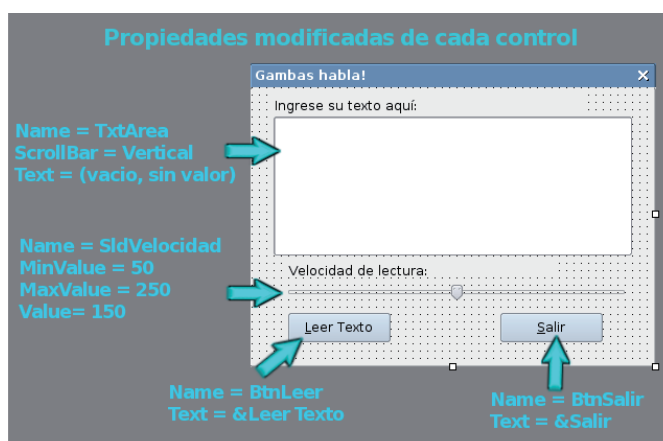 Propiedades modificadas de cada control
Gambas habla!
Ingrese su texto aquí:
Name = TxtArea
ScrollBar = Vertical
Text = (vacio, sin valor)
Name = SldVelocidad
MinValue = 50
MaxValue = 250
Value= 150
Velocidad de lectura:
Leer Texto
Salir
Name = BtnLeer
Text = &Leer Texto
Name = BtnSalir
Text = &Salir